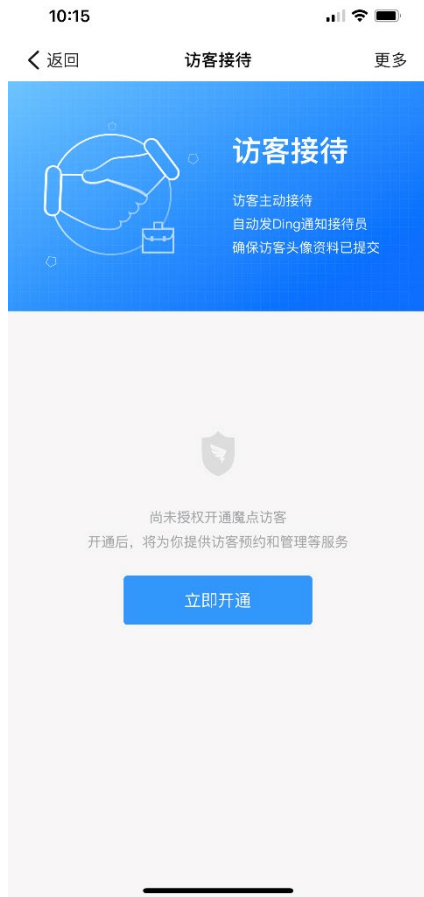 10:15
返回
访客接待
更多
访客接待
访客主动接待
自动发Ding通知接待员
确保访客头像资料已提交
尚未授权开通魔点访客
开通后，将为你提供访客预约和管理等服务
立即开通